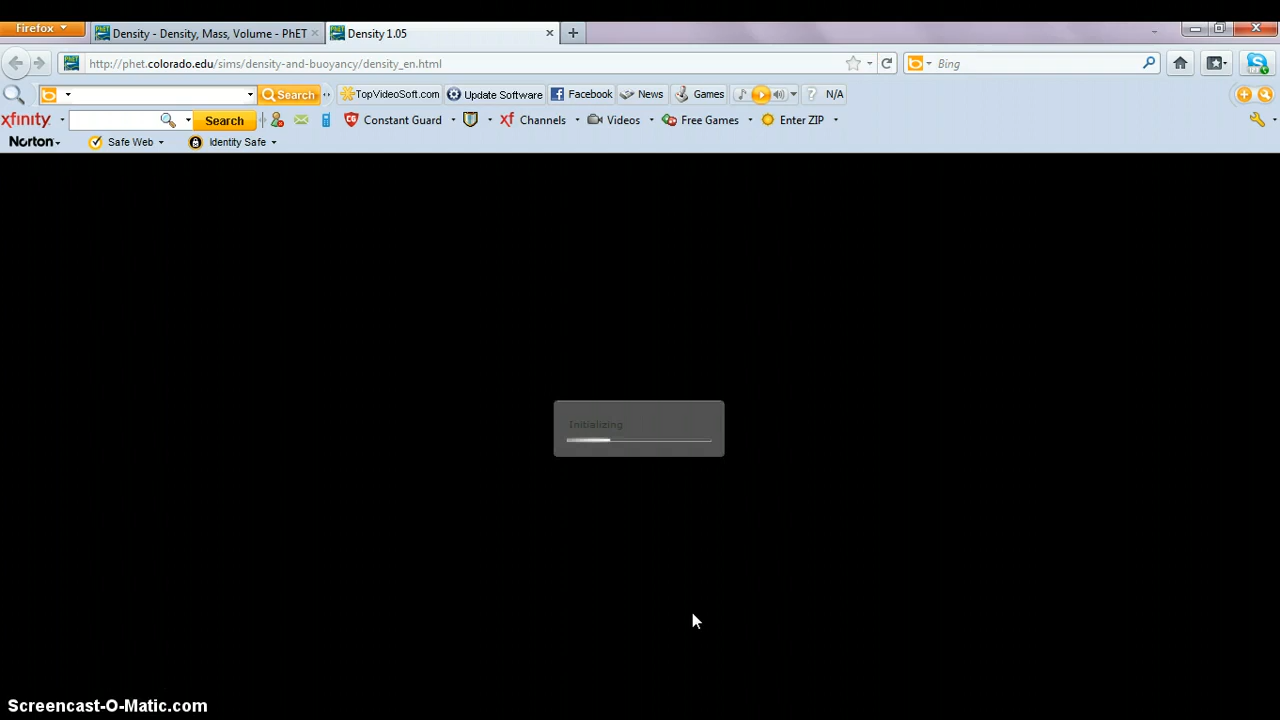 Firefox
Density - Density, Mass, Volume - PhET
Density 1.05
http://phet.colorado.edu/sims/density-and-buoyancy/density_en.html
Bing
Search
TopVideoSoft.com
Update Software
Facebook
News
Games
N/A
xfinity
Search
Constant Guard
Channels
Videos
Free Games
Enter ZIP
Norton
Safe Web
Identity Safe
Initializing
Screencast-O-Matic.com